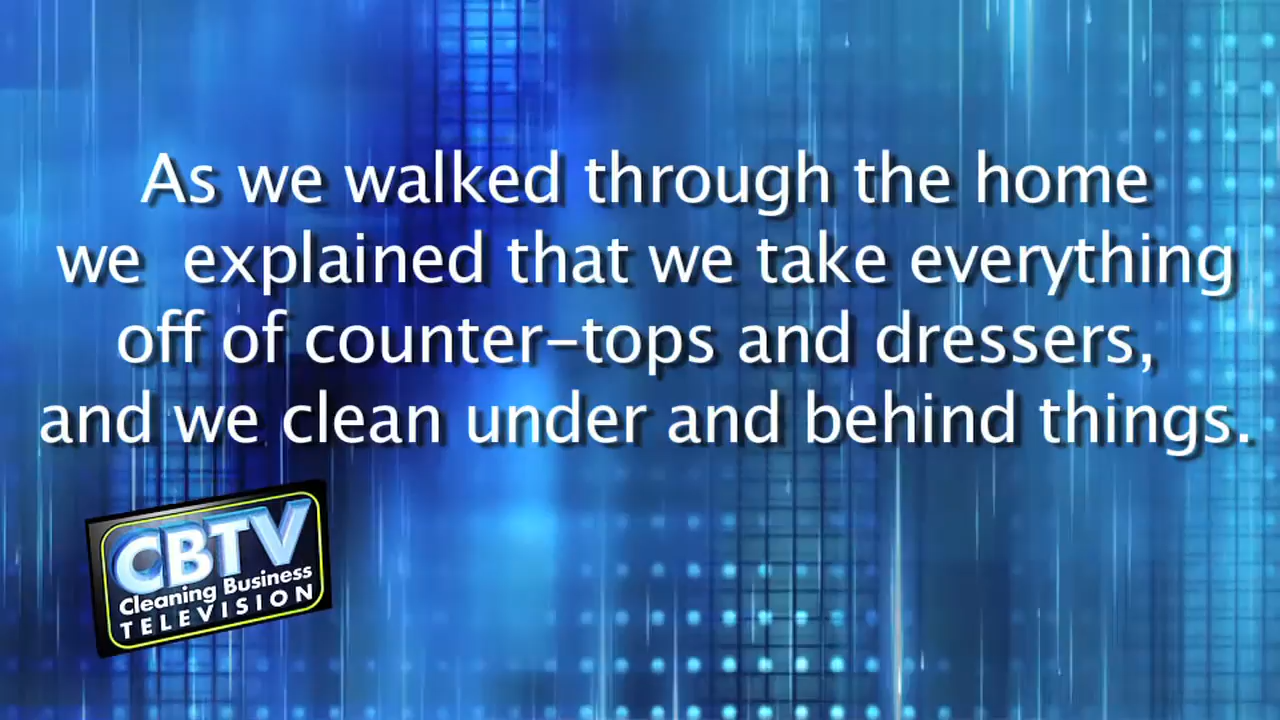 As we walked through the home
we  explained that we take everything
off of counter-tops and dressers,
and we clean under and behind things.
CBTV
Cleaning Business
TELEVISION